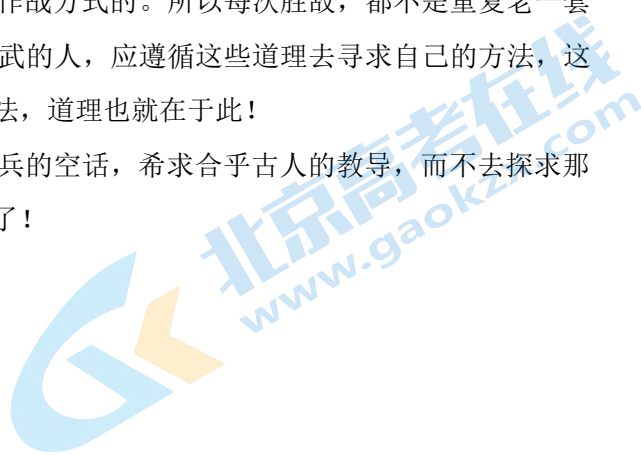 作战方式的。所以每次胜敌，都不是重复老一套
武的人，应遵循这些道理去寻求自己的方法，这
法，道理也就在于此！
兵的空话，希求合乎古人的教导，而不去探求那
了！
北京高考在线
www.gaokzx.com